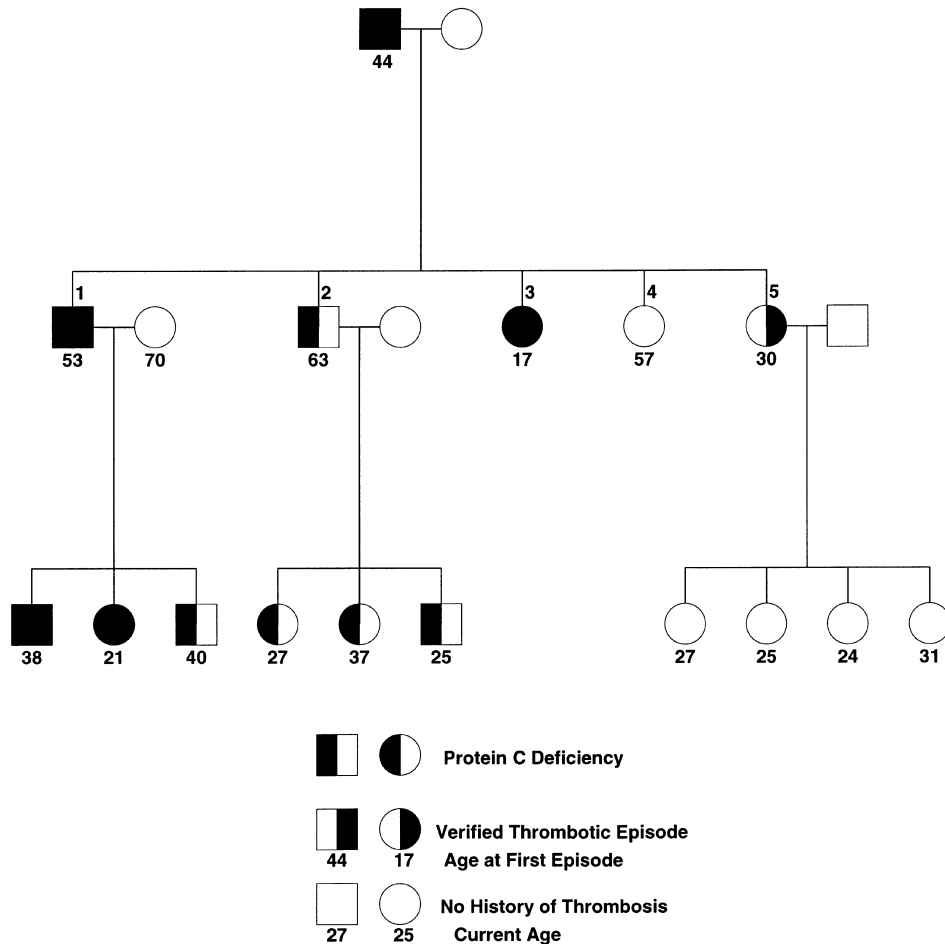 44
1 2 3 4 5
53 70 63 17 57 30
38 21 40 27 37 25 27 25 24 31
Protein C Deficiency
Verified Thrombotic Episode
44 17 Age at First Episode
No History of Thrombosis
27 25 Current Age